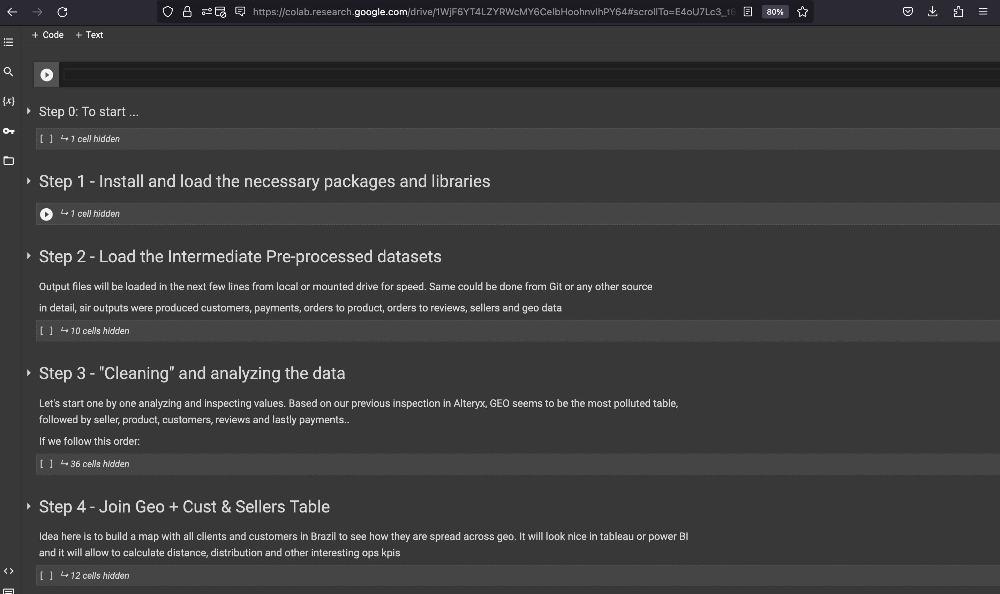 https://colab.research.google.com/drive/1WjF6YT4LZYRWcMY6CeIbHoohnvlhPY64#scrollTo=E4oU7Lc3_t6
80%
+ Code + Text
{x}
Step 0: To start ...
[ ] ↳ 1 cell hidden
Step 1 - Install and load the necessary packages and libraries
↳ 1 cell hidden
Step 2 - Load the Intermediate Pre-processed datasets
Output files will be loaded in the next few lines from local or mounted drive for speed. Same could be done from Git or any other source
in detail, sir outputs were produced customers, payments, orders to product, orders to reviews, sellers and geo data
[ ] ↳ 10 cells hidden
Step 3 - "Cleaning" and analyzing the data
Let's start one by one analyzing and inspecting values. Based on our previous inspection in Alteryx, GEO seems to be the most polluted table,
followed by seller, product, customers, reviews and lastly payments..
If we follow this order:
[ ] ↳ 36 cells hidden
Step 4 - Join Geo + Cust & Sellers Table
Idea here is to build a map with all clients and customers in Brazil to see how they are spread across geo. It will look nice in tableau or power BI
and it will allow to calculate distance, distribution and other interesting ops kpis
[ ] ↳ 12 cells hidden